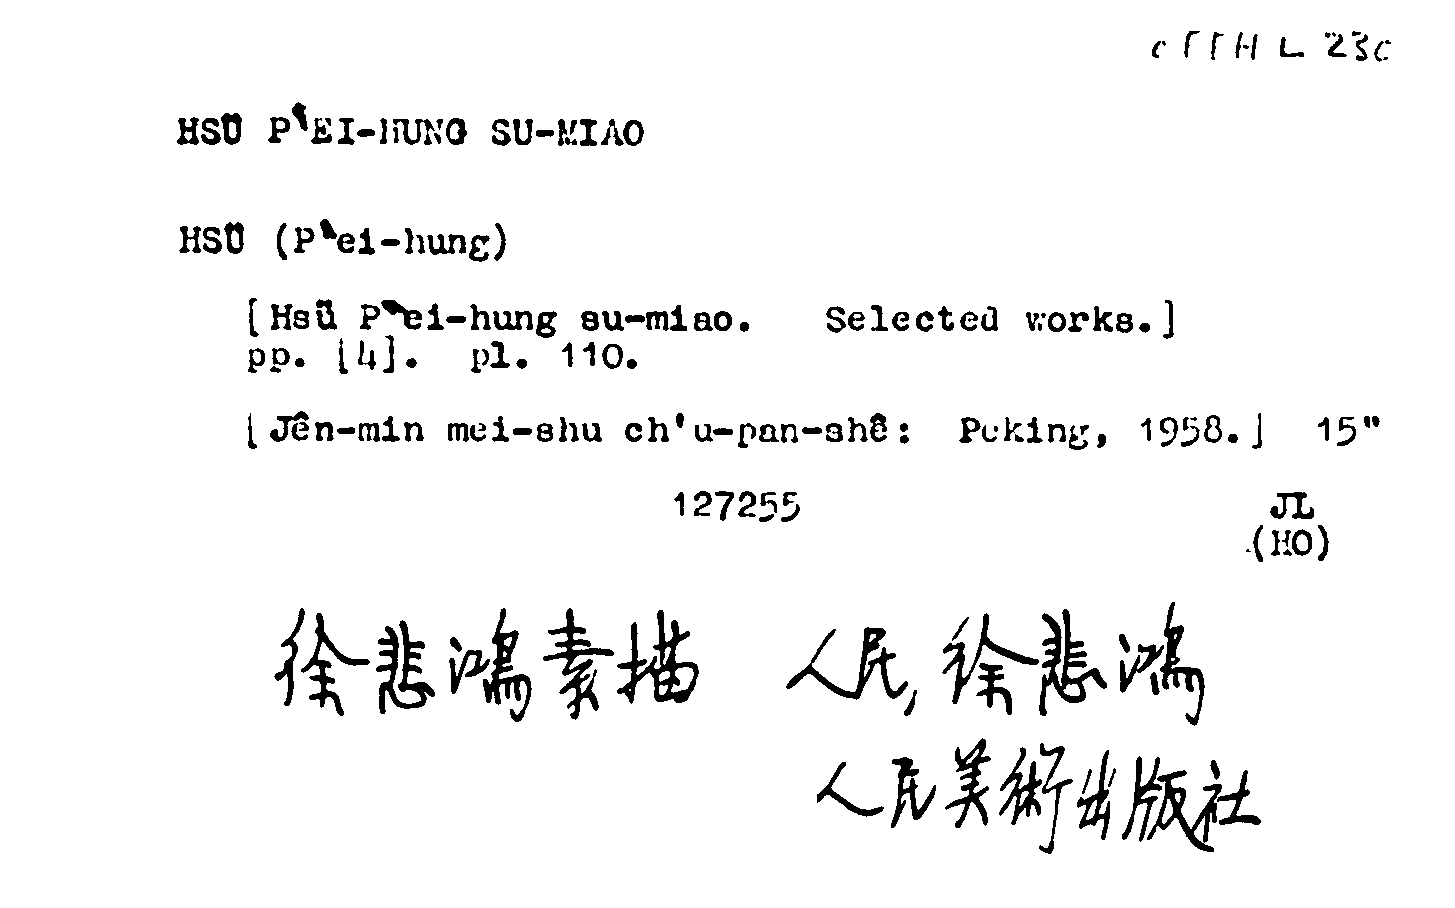 HSÜ P'EI-HUNG SU-MIAO
HSÜ (P'ei-hung)
[Hsü P'ei-hung su-miao. Selected works.]
pp. [4]. pl. 110.
[Jên-min mei-shu ch'u-pan-shê: Peking, 1958.] 15"
127255 JL
(HO)
徐悲鴻素描 人民, 徐悲鴻
人民美術出版社